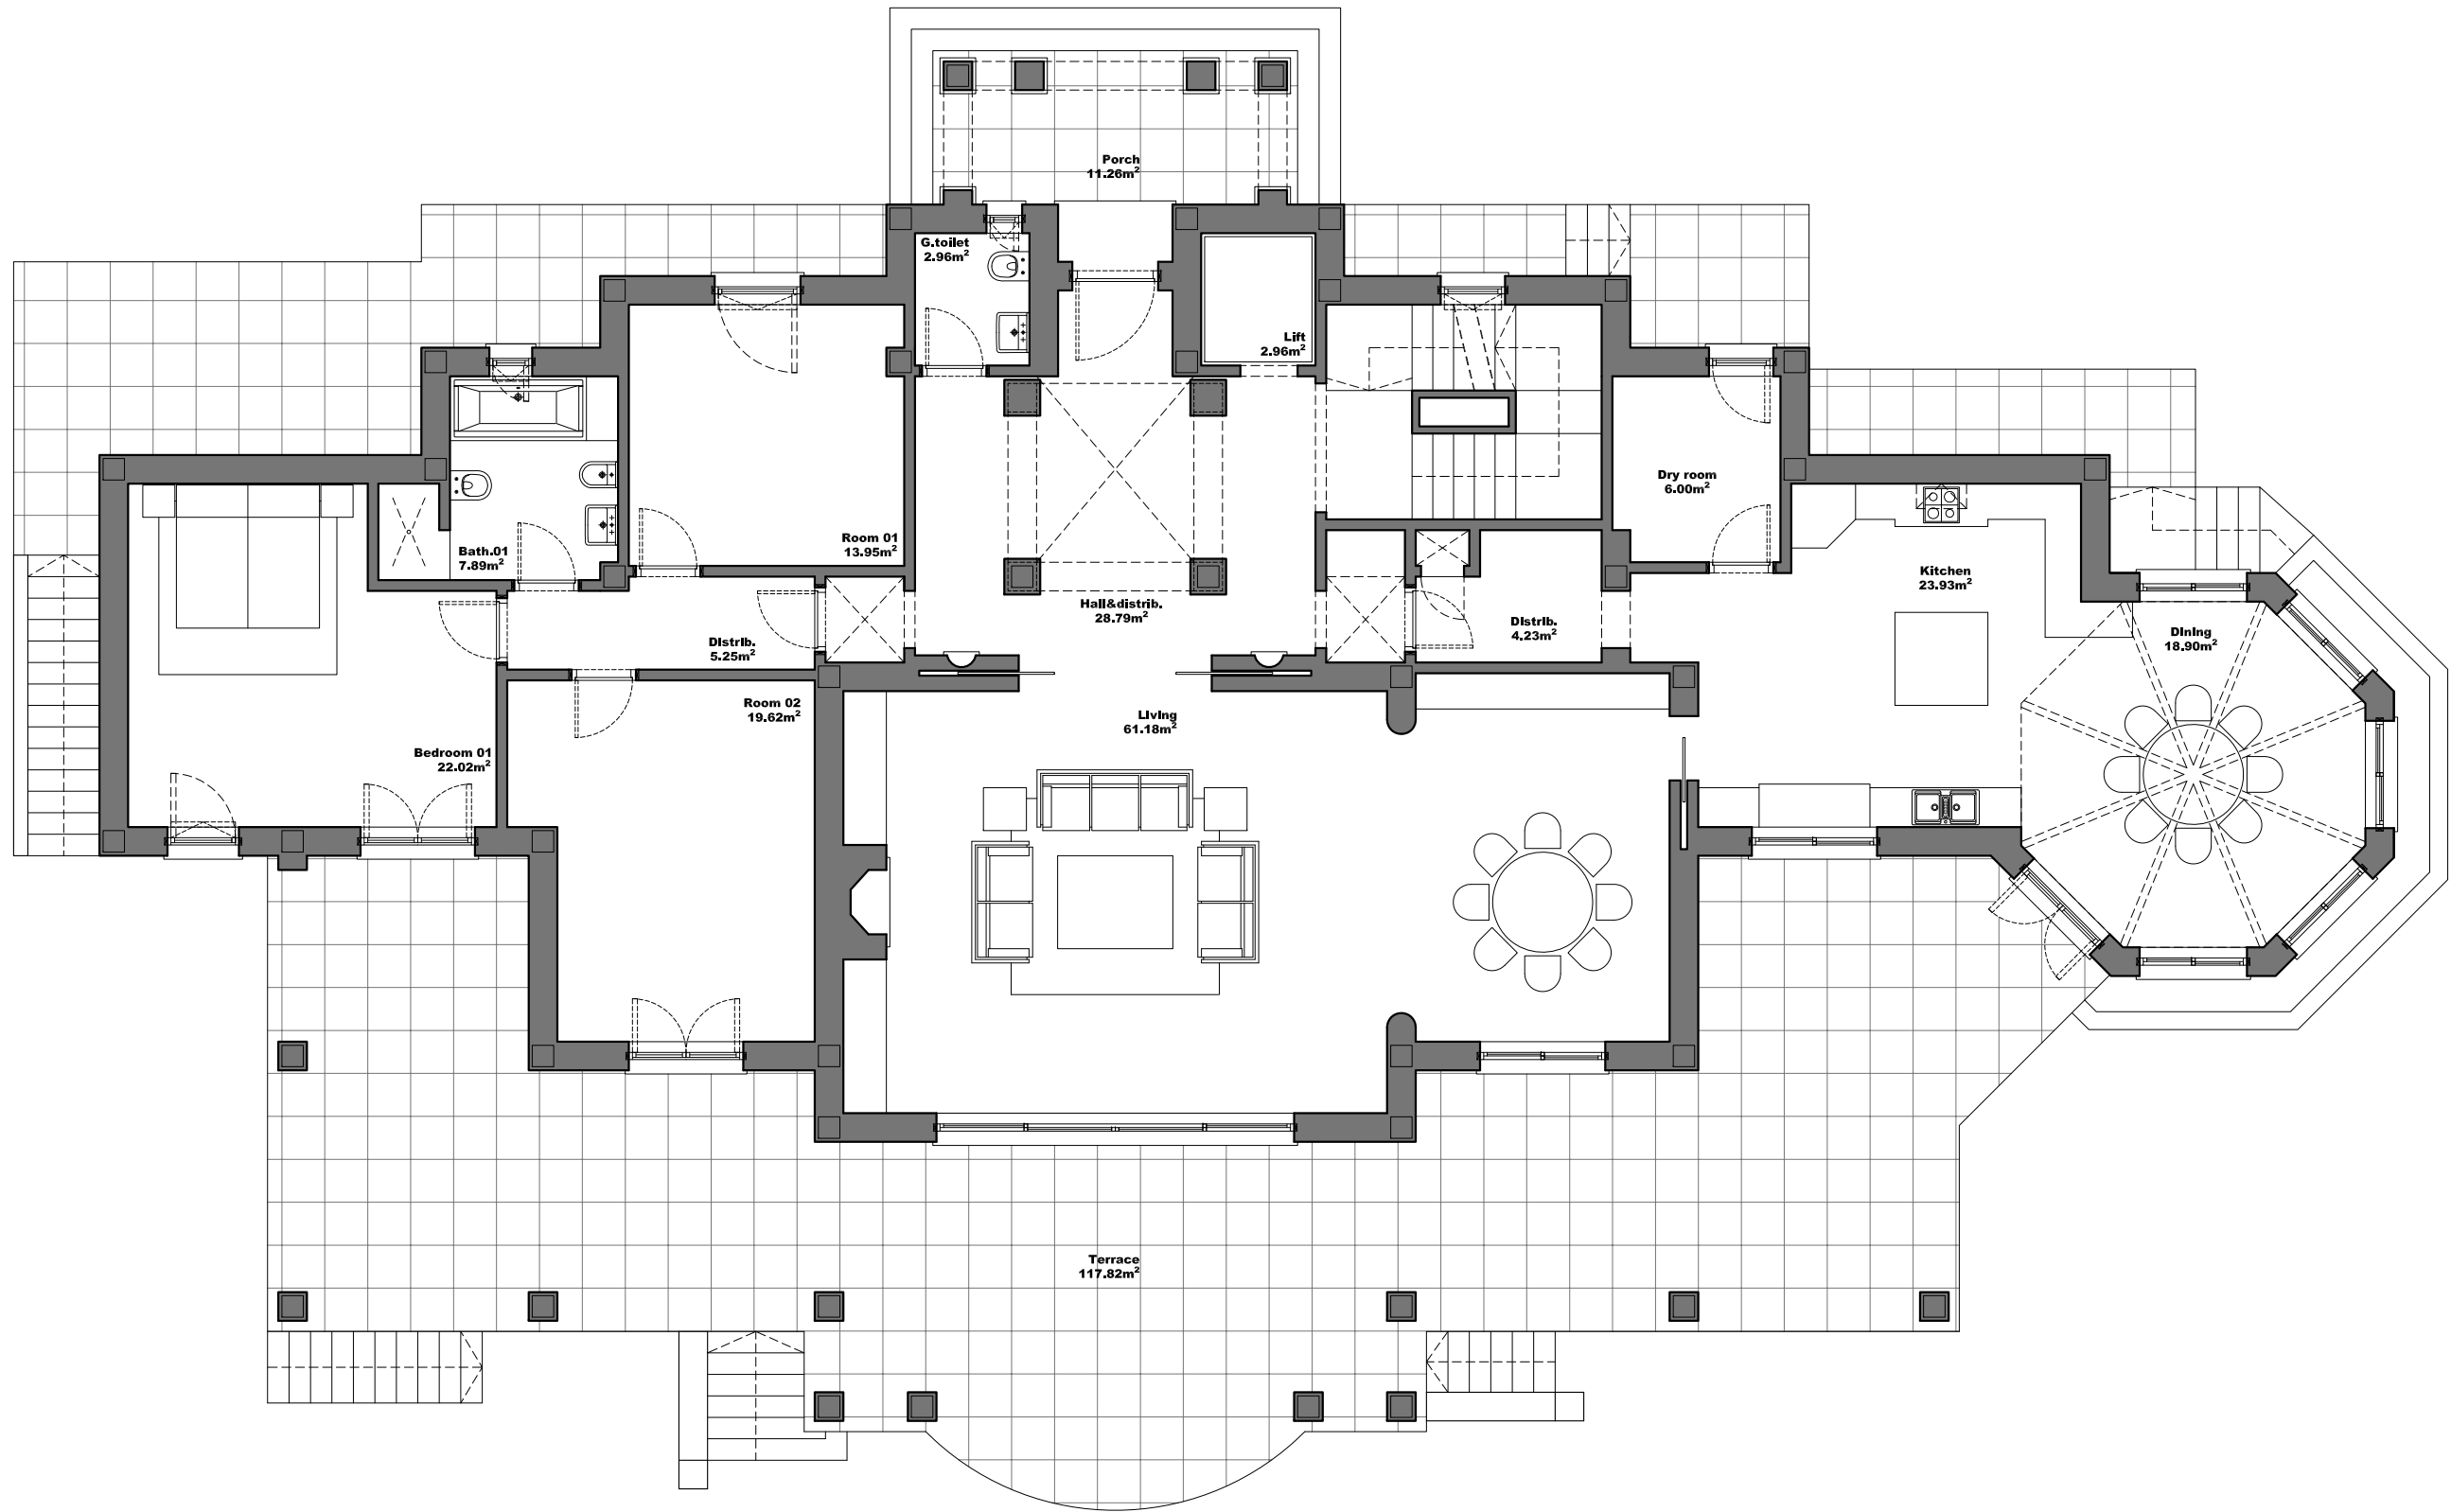 Porch
11.26m²
G.toilet
2.96m²
Lift
2.96m²
Dry room
6.00m²
Room 01
13.95m²
Bath.01
7.89m²
Kitchen
23.93m²
Hall&distrib.
28.79m²
Distrib.
4.23m²
Dining
18.90m²
Distrib.
5.25m²
Room 02
19.62m²
Living
61.18m²
Bedroom 01
22.02m²
Terrace
117.82m²